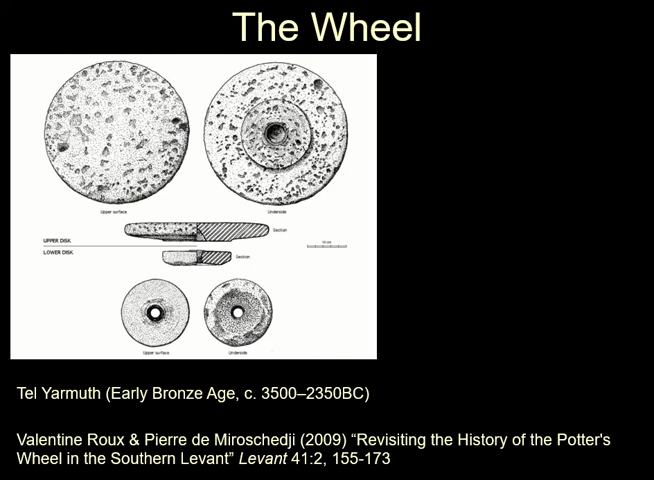 The Wheel
Upper surface
Underside
Section
UPPER DISK
10 cm
LOWER DISK
Section
Upper surface
Underside
Tel Yarmuth (Early Bronze Age, c. 3500–2350BC)
Valentine Roux & Pierre de Miroschedji (2009) “Revisiting the History of the Potter's
Wheel in the Southern Levant” Levant 41:2, 155-173